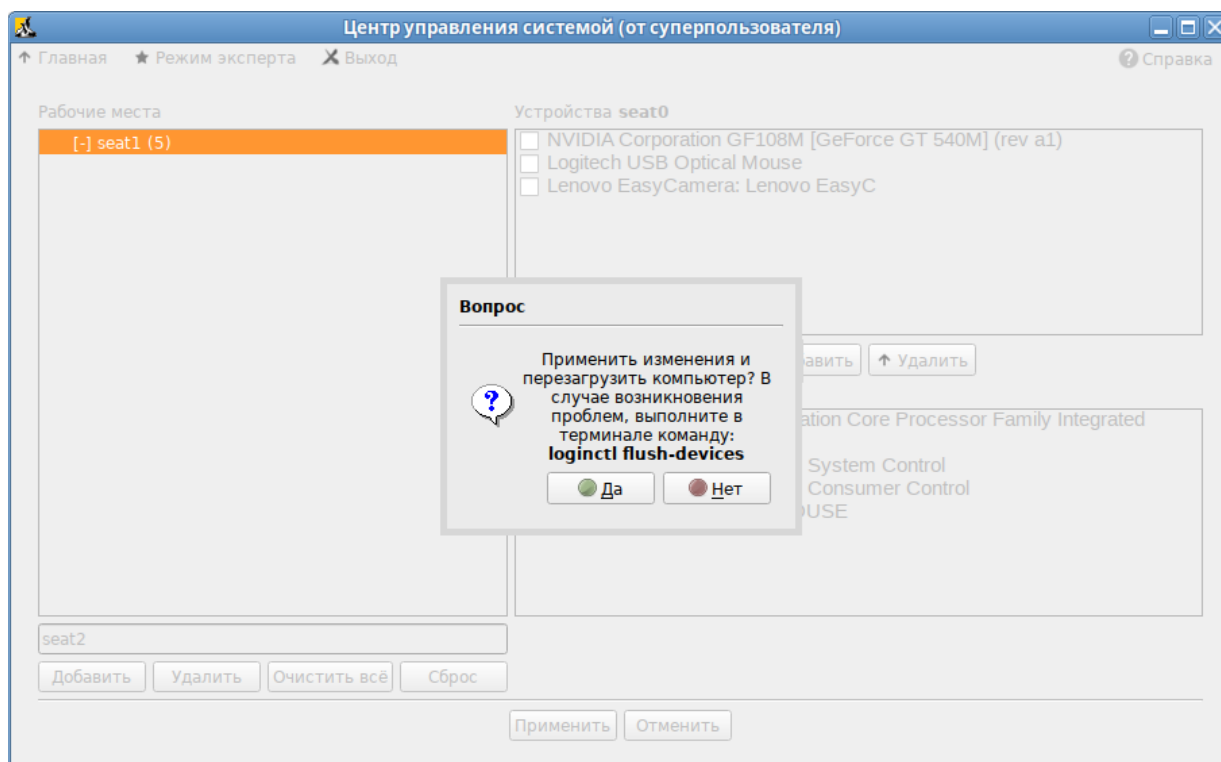 Центр управления системой (от суперпользователя)
Главная Режим эксперта Выход Справка
Рабочие места
[-] seat1 (5)
Устройства seat0
NVIDIA Corporation GF108M [GeForce GT 540M] (rev a1)
Logitech USB Optical Mouse
Lenovo EasyCamera: Lenovo EasyC
Вопрос
Применить изменения и
перезагрузить компьютер? В
случае возникновения
проблем, выполните в
терминале команду:
loginctl flush-devices
Да Нет
Удалить
Core Processor Family Integrated
System Control
Consumer Control
seat2
Добавить Удалить Очистить всё Сброс
Применить Отменить